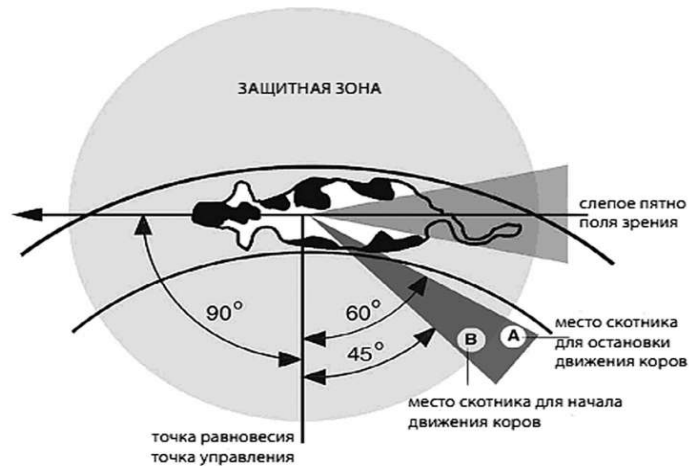 ЗАЩИТНАЯ ЗОНА
слепое пятно
поля зрения
90°
60°
45°
B
A
место скотника
для остановки
движения коров
место скотника для начала
движения коров
точка равновесия
точка управления